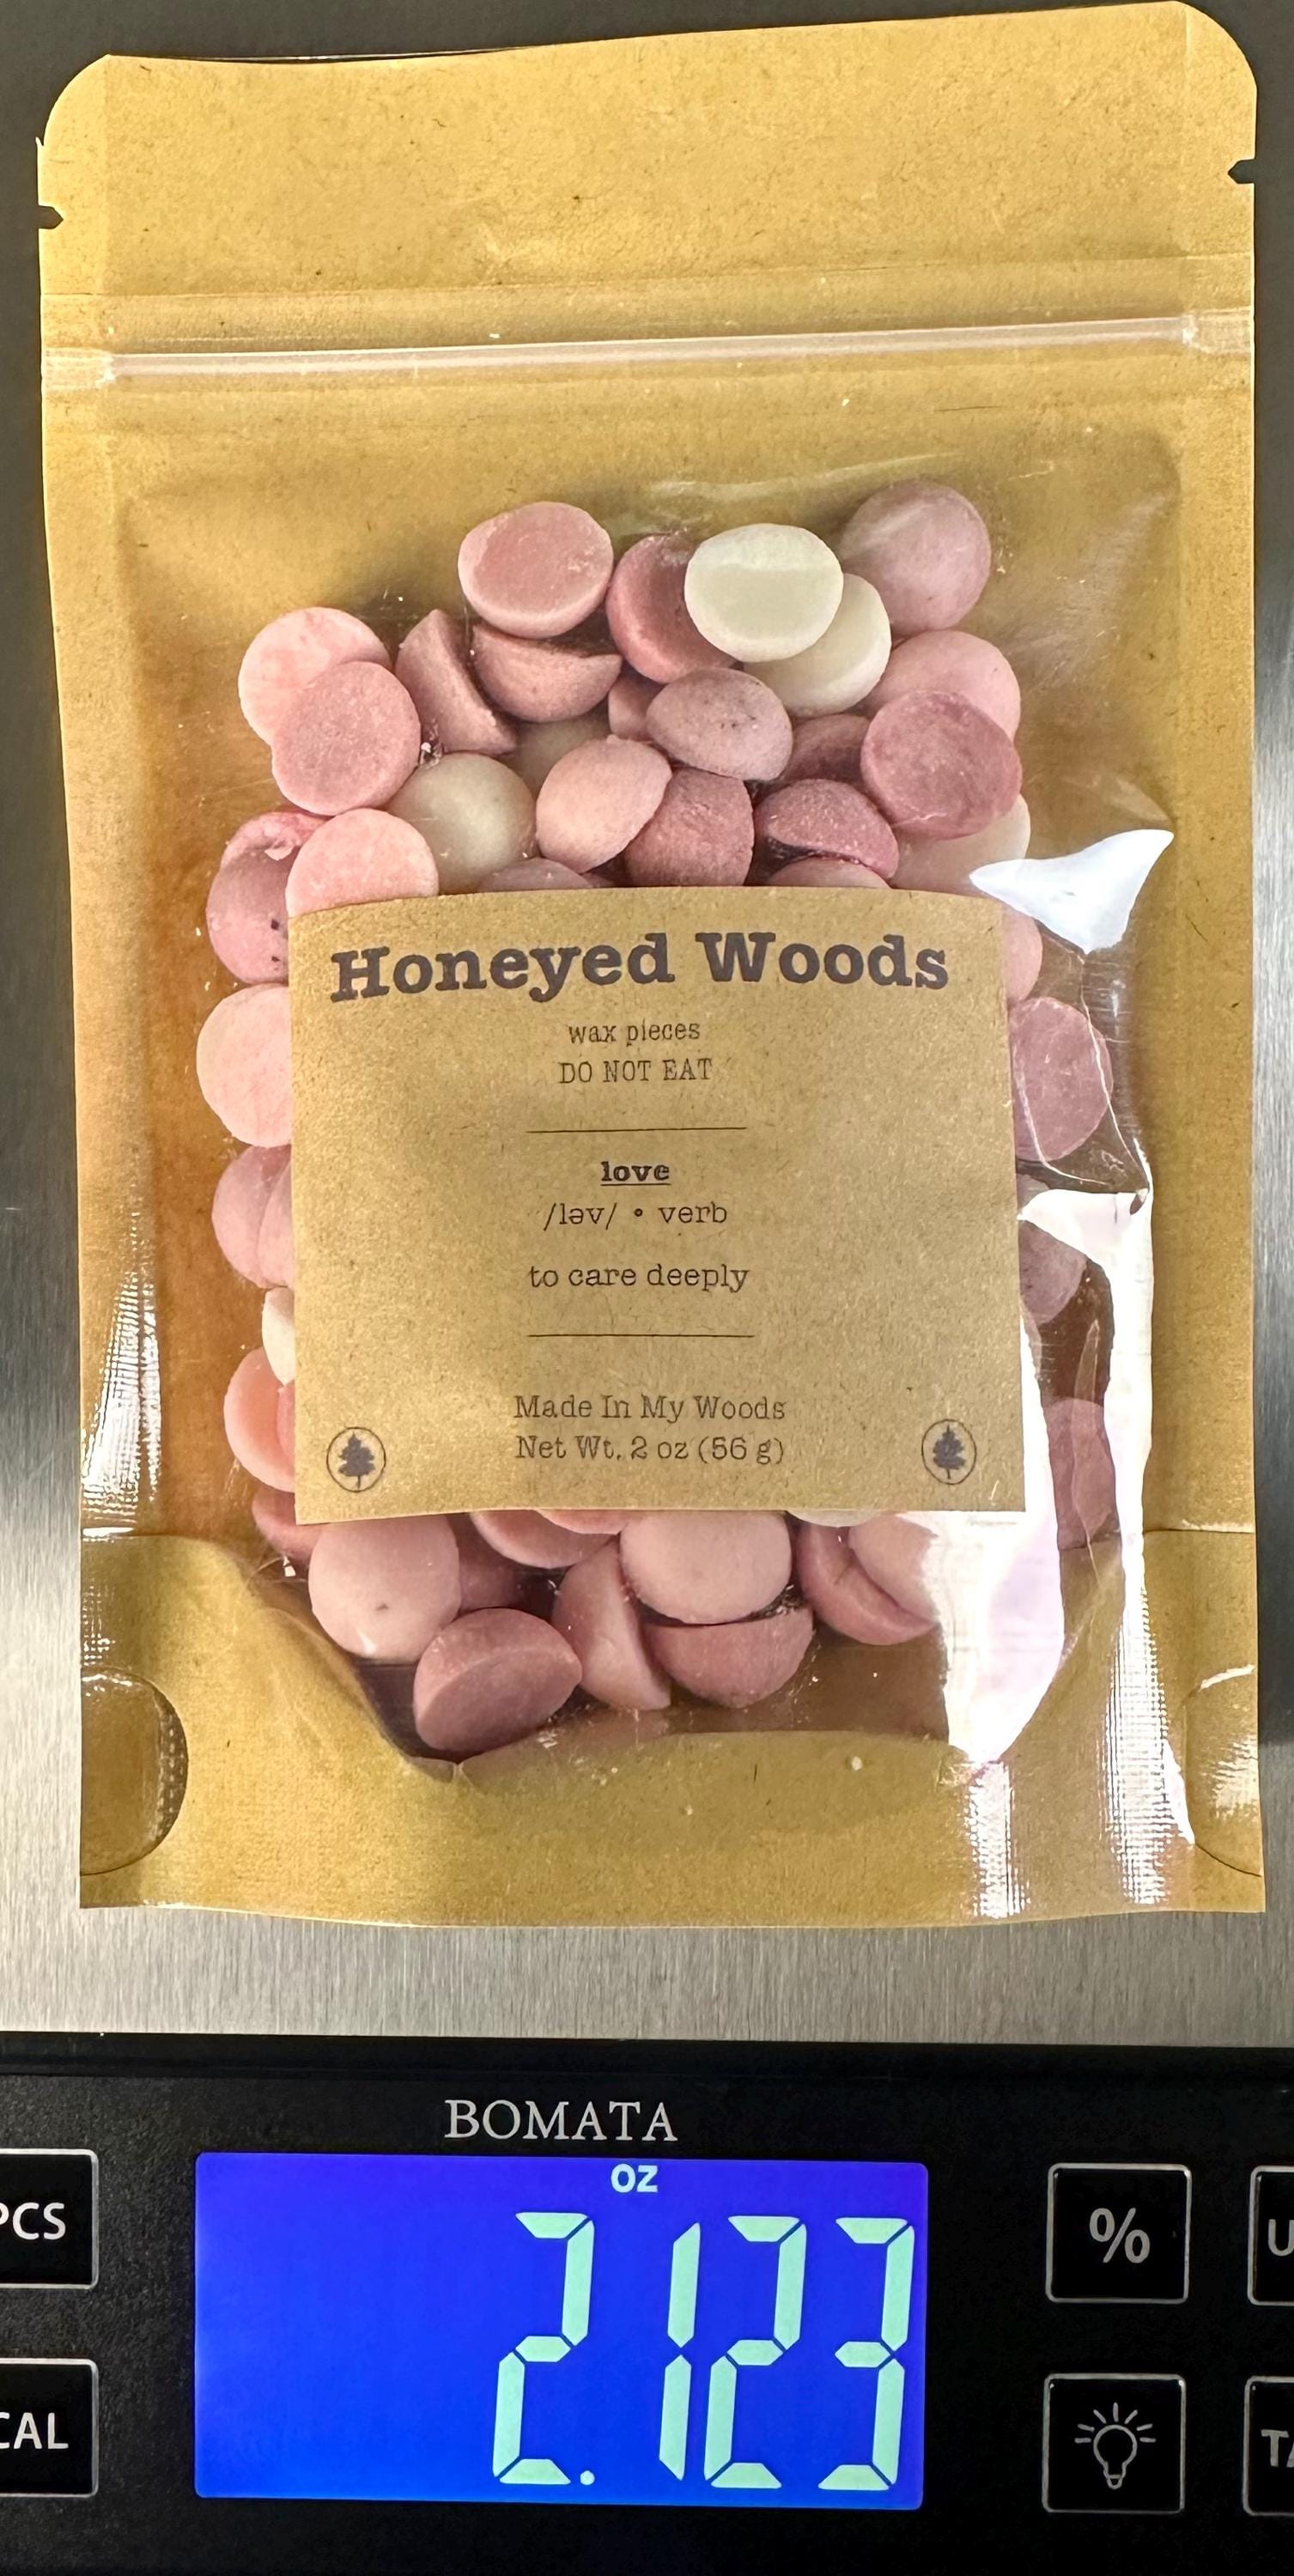 Honeyed Woods
wax pieces
DO NOT EAT
love
/ləv/ • verb
to care deeply
Made In My Woods
Net Wt. 2 oz (56 g)
BOMATA
oz
2.123
PCS
%
CAL